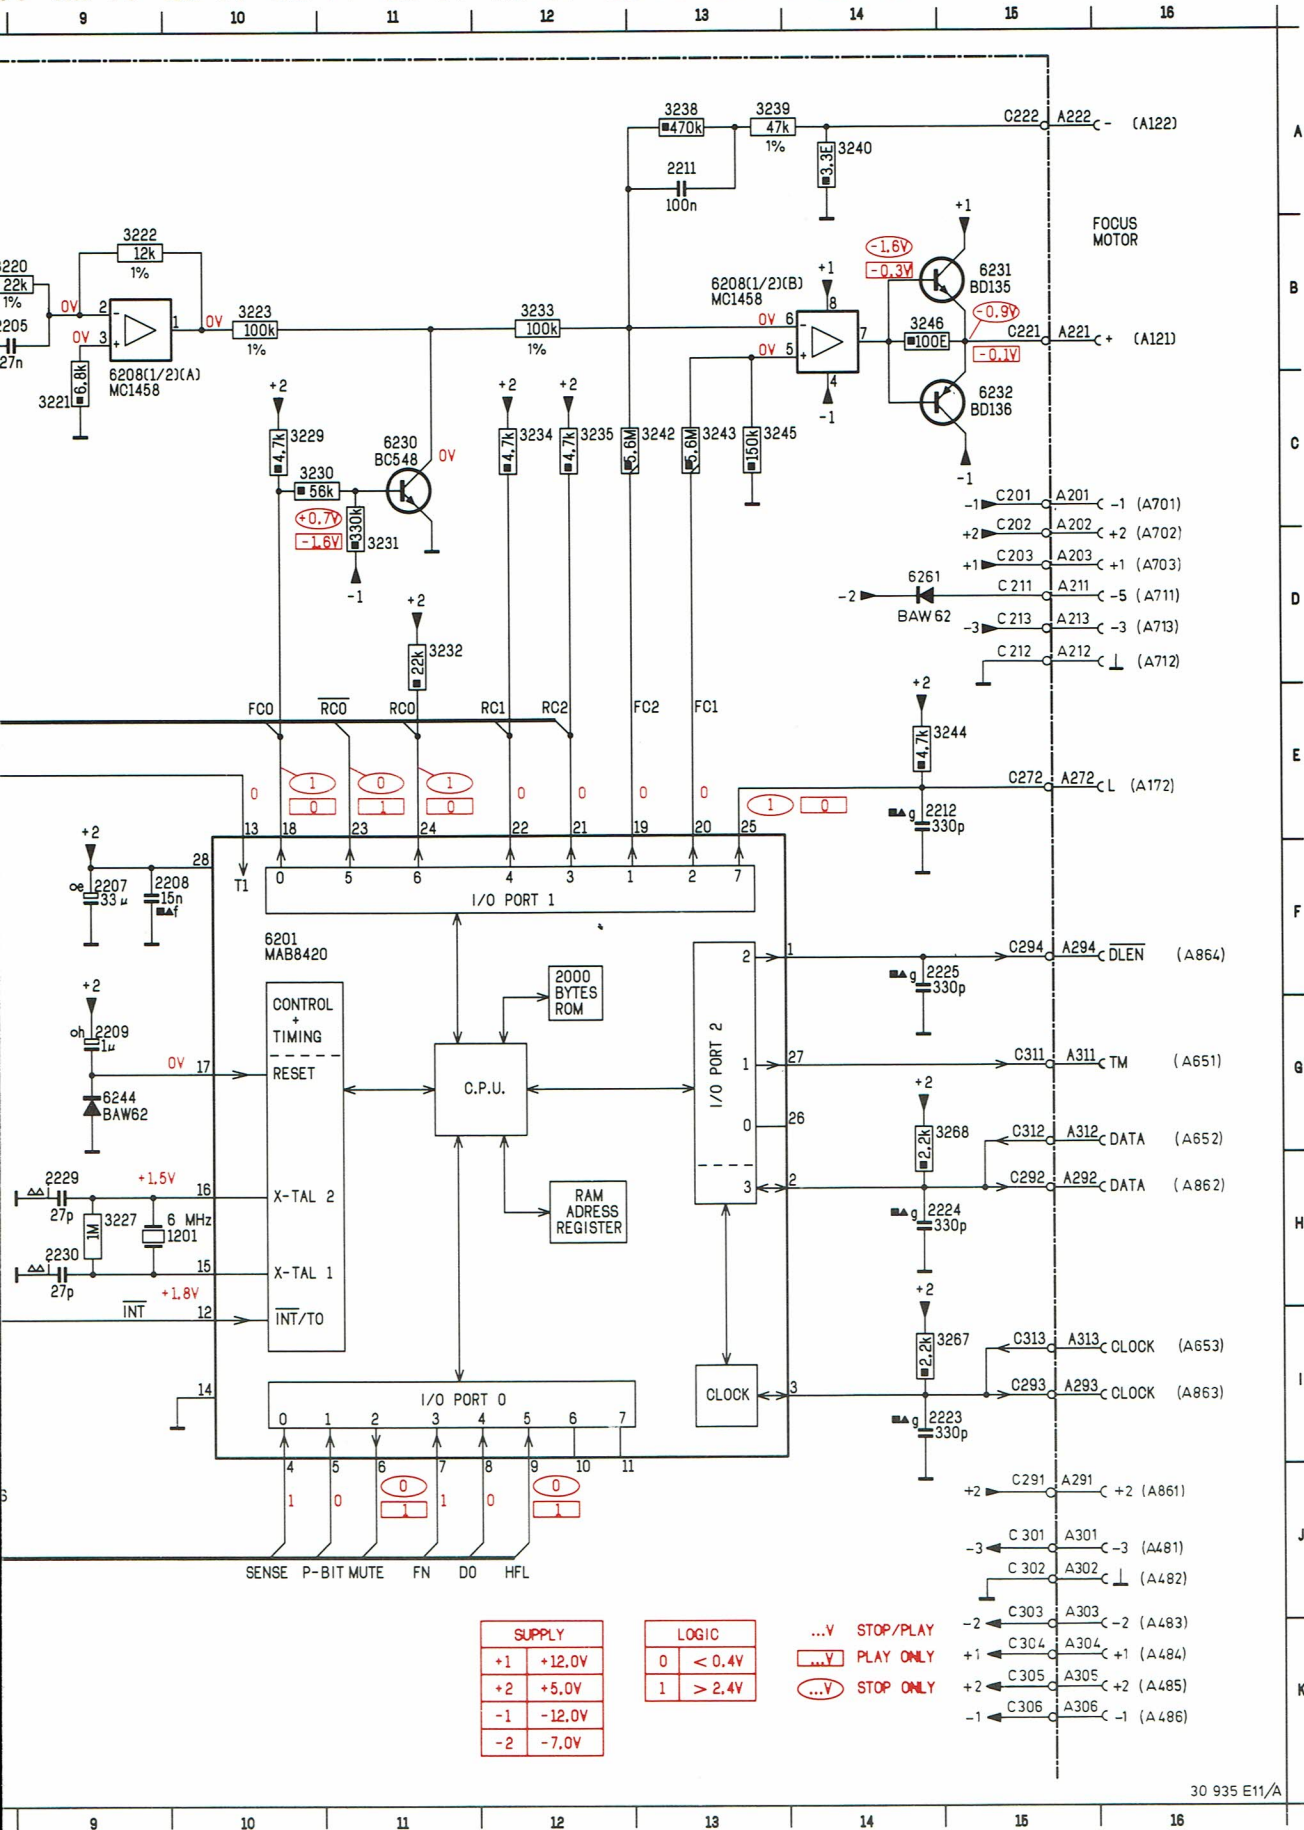 9 10 11 12 13 14 15 16
A
B
C
D
E
F
G
H
I
J
K
3238
■470k
3239
47k
1%
2211
100n
■3.3E 3240
C222 A222 - (A122)
FOCUS
MOTOR
3220
22k
1%
2205
27n
3222
12k
1%
0V 2
0V 3
1 0V
6208(1/2)(A)
MC1458
3221 ■6.8k
3223
100k
1%
3233
100k
1%
6208(1/2)(B)
MC1458
0V 6
0V 5
+1
8
7
4
-1
-1.6V
-0.3V
+1
6231
BD135
3246
■100E
-0.9V
-0.1V
C221 A221 + (A121)
6232
BD136
-1
+2
■4.7k 3229
3230
■ 56k
+0.7V
-1.6V
■330k 3231
-1
6230
BC548
0V
+2
■4.7k 3234
+2
■4.7k 3235
■5.6M 3242
■5.6M 3243
■150k 3245
+2
■ 22k 3232
-1 C201 A201 -1 (A701)
+2 C202 A202 +2 (A702)
+1 C203 A203 +1 (A703)
-2 6261 C 211 A211 -5 (A711)
BAW 62
-3 C 213 A213 -3 (A713)
C 212 A212 ⊥ (A712)
FC0 R̅C̅0̅ RC0 RC1 RC2 FC2 FC1
+2
■4.7k 3244
C272 A272 L (A172)
■▲g 2212
330p
0 1 0 1 0 0 0 0 1 0
0 1 0
13 18 23 24 22 21 19 20 25
T1
0 5 6 4 3 1 2 7
I/O PORT 1
+2
28
oe 2207
33 μ
2208
15n
■▲f
6201
MAB8420
2000
BYTES
ROM
CONTROL
+
TIMING
RESET
C.P.U.
I/O PORT 2
2 1
C294 A294 D̅L̅E̅N̅ (A864)
■▲g 2225
330p
+2
oh 2209
1μ
0V 17
6244
BAW62
1 27
C311 A311 TM (A651)
0 26
+2
■2.2k 3268
C312 A312 DATA (A652)
3 2
C292 A292 DATA (A862)
■▲g 2224
330p
△△ 2229
27p
+1.5V
16
X-TAL 2
1M 3227
6 MHz
1201
△△ 2230
27p
15
X-TAL 1
+1.8V
RAM
ADRESS
REGISTER
I̅N̅T̅ 12 I̅N̅T̅/T0
+2
■2.2k 3267
C313 A313 CLOCK (A653)
14
I/O PORT 0
CLOCK 3
C293 A293 CLOCK (A863)
■▲g 2223
330p
0 1 2 3 4 5 6 7
4 5 6 7 8 9 10 11
1 0 0 1 0 0
1 1
+2 C291 A291 +2 (A861)
-3 C 301 A301 -3 (A481)
SENSE P-BIT MUTE FN DO HFL
C 302 A302 ⊥ (A482)
-2 C303 A303 -2 (A483)
+1 C304 A304 +1 (A484)
+2 C305 A305 +2 (A485)
-1 C306 A306 -1 (A486)
SUPPLY
+1 +12.0V
+2 +5.0V
-1 -12.0V
-2 -7.0V
LOGIC
0 < 0.4V
1 > 2.4V
...V STOP/PLAY
...V PLAY ONLY
...V STOP ONLY
30 935 E11/A
9 10 11 12 13 14 15 16